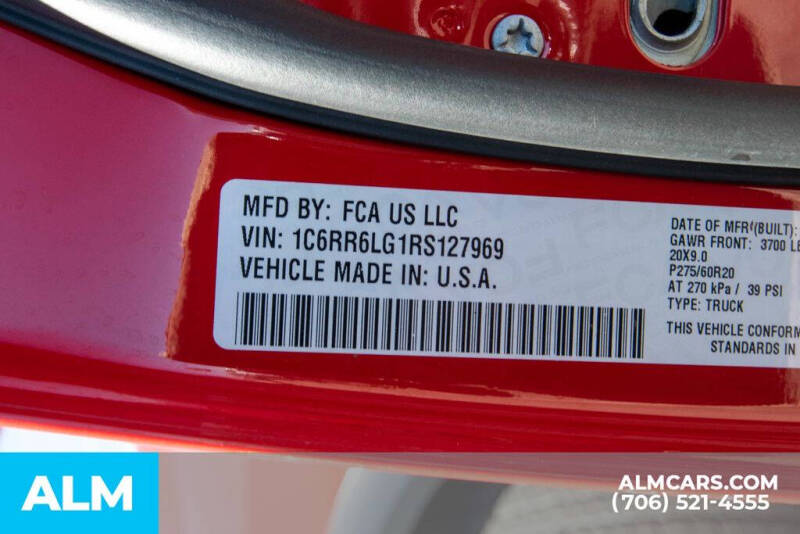 MFD BY: FCA US LLC
VIN: 1C6RR6LG1RS127969
VEHICLE MADE IN: U.S.A.
DATE OF MFR (BUILT):
GAWR FRONT: 3700
20X9.0
P275/60R20
AT 270 kPa / 39 PSI
TYPE: TRUCK
THIS VEHICLE
STANDARDS IN
ALM
ALMCARS.COM
(706) 521-4555